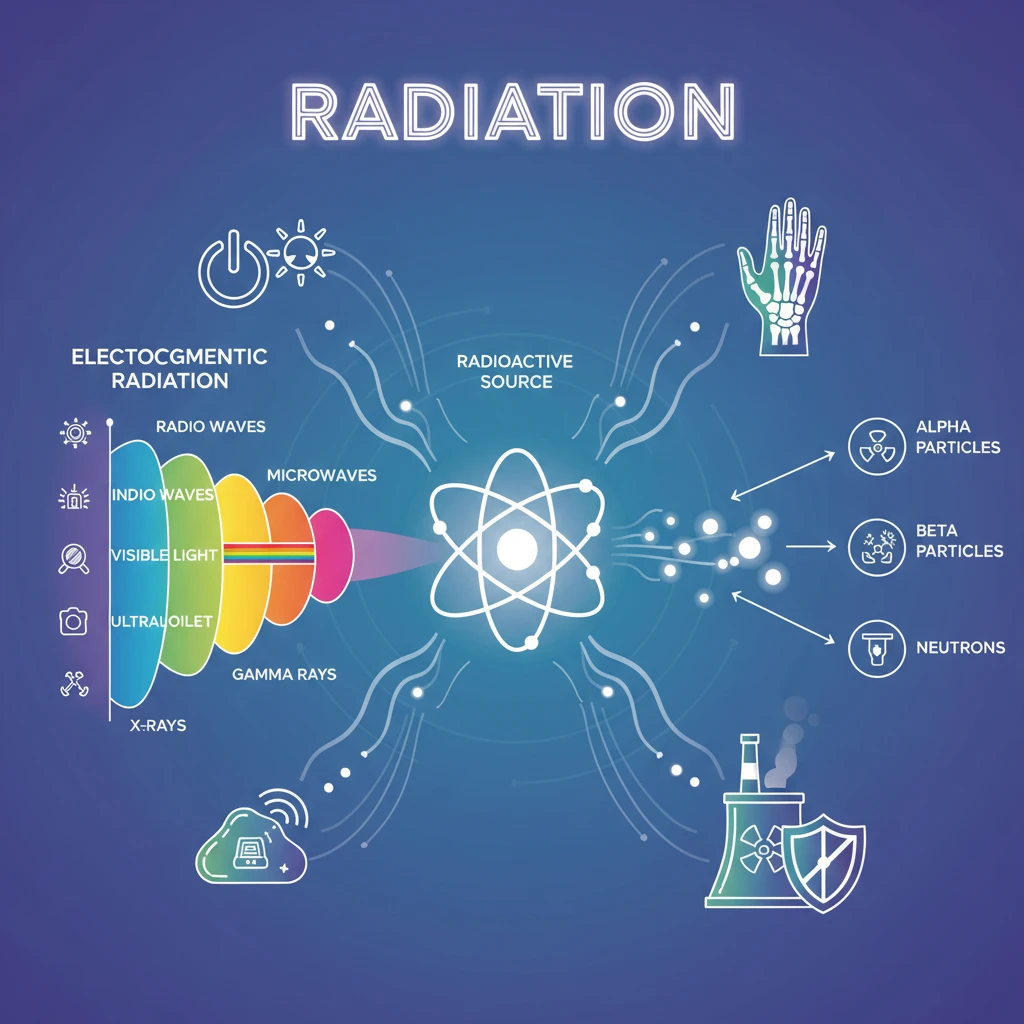 RADIATION
ELECTOCGMENTIC
RADIATION
RADIO WAVES
INDIO WAVES
MICROWAVES
VISIBLE LIGHT
ULTRALOILET
GAMMA RAYS
X-RAYS
RADIOACTIVE
SOURCE
ALPHA
PARTICLES
BETA
PARTICLES
NEUTRONS